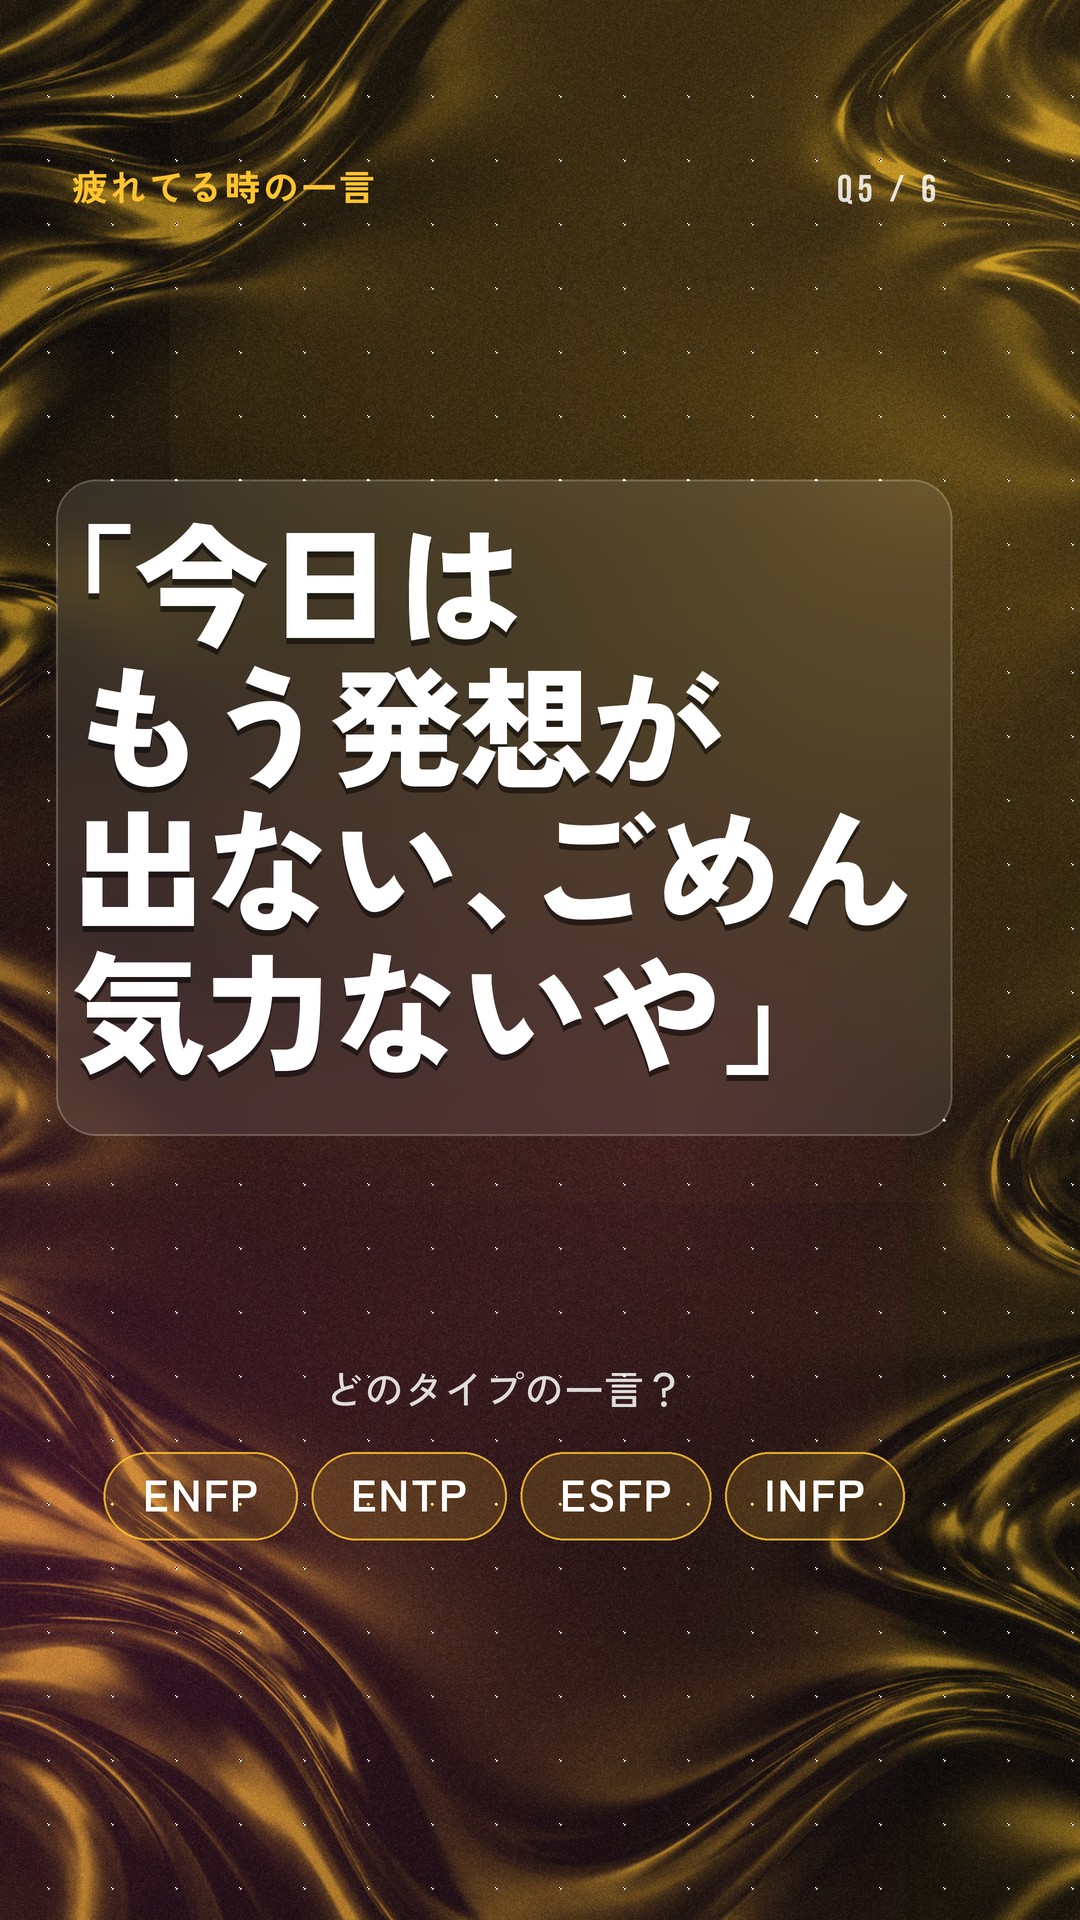 疲れてる時の一言
Q5 / 6
「今日は
もう発想が
出ない、ごめん
気力ないや」
どのタイプの一言？
ENFP ENTP ESFP INFP